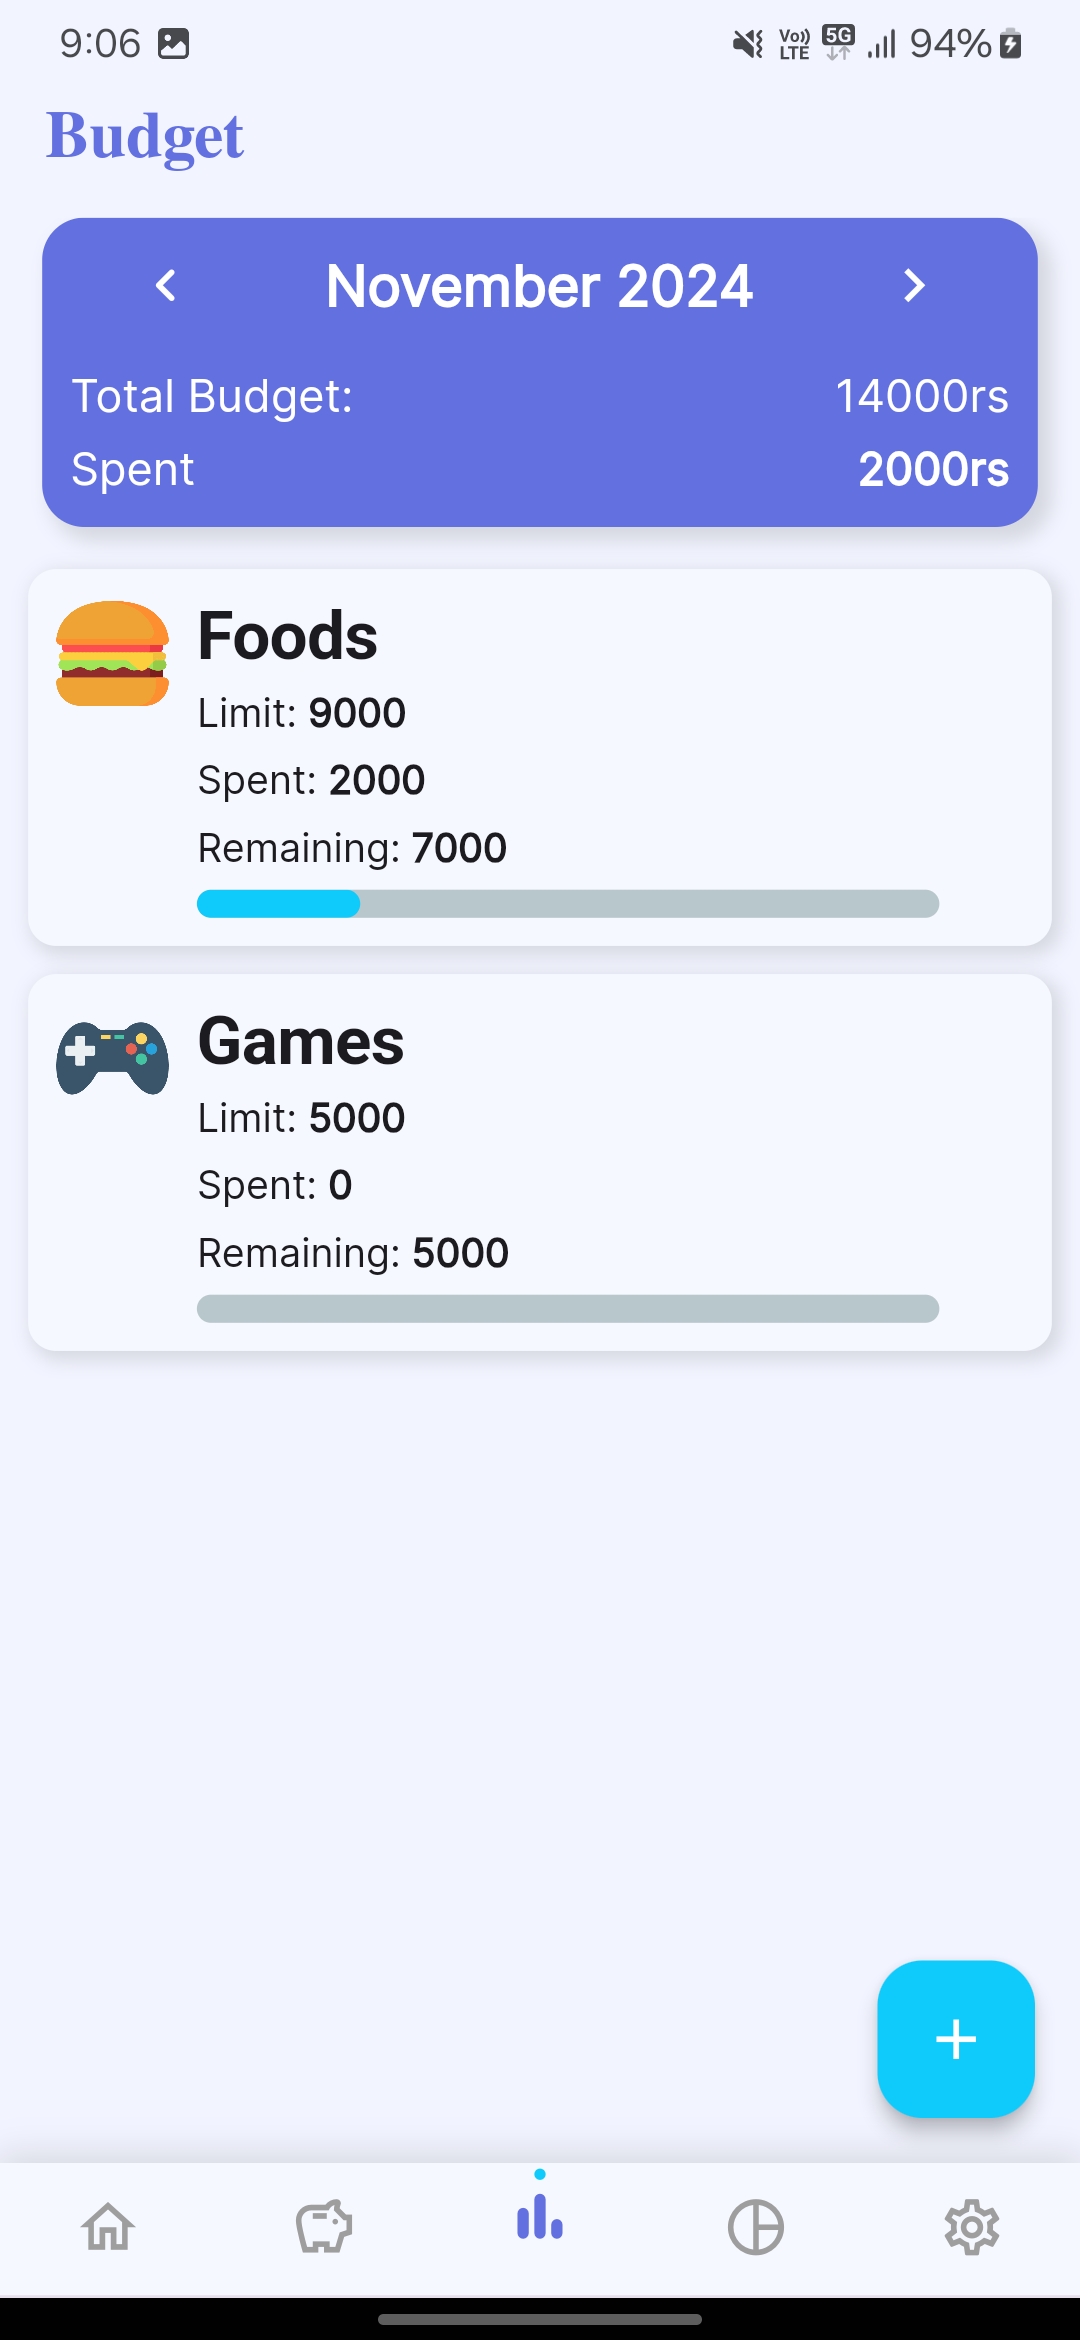 9:06 Vo)) LTE 5G 94%
Budget
November 2024
Total Budget: 14000rs
Spent 2000rs
Foods
Limit: 9000
Spent: 2000
Remaining: 7000
Games
Limit: 5000
Spent: 0
Remaining: 5000